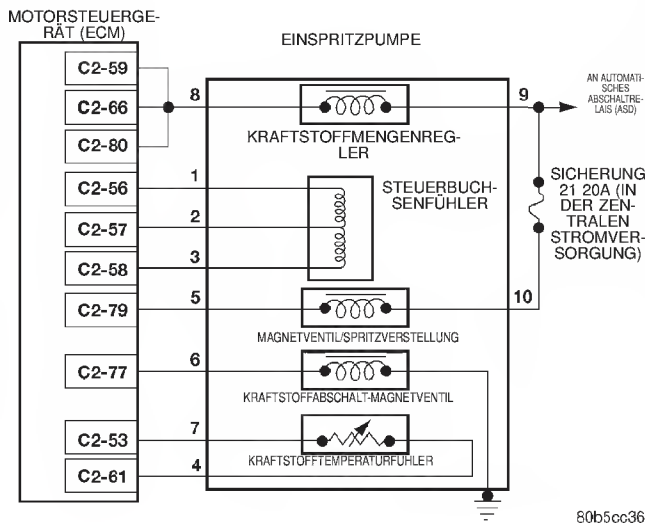 MOTORSTEUERGE-
RÄT (ECM)
EINSPRITZPUMPE
C2-59
C2-66
C2-80
C2-56
C2-57
C2-58
C2-79
C2-77
C2-53
C2-61
8
1
2
3
5
6
7
4
KRAFTSTOFFMENGENREG-
LER
STEUERBUCH-
SENFÜHLER
MAGNETVENTIL/SPRITZVERSTELLUNG
KRAFTSTOFFABSCHALT-MAGNETVENTIL
KRAFTSTOFFTEMPERATURFÜHLER
9
10
AN AUTOMATI-
SCHES
ABSCHALTRE-
LAIS (ASD)
SICHERUNG
21 20A (IN
DER ZEN-
TRALEN
STROMVER-
SORGUNG)
80b5cc36